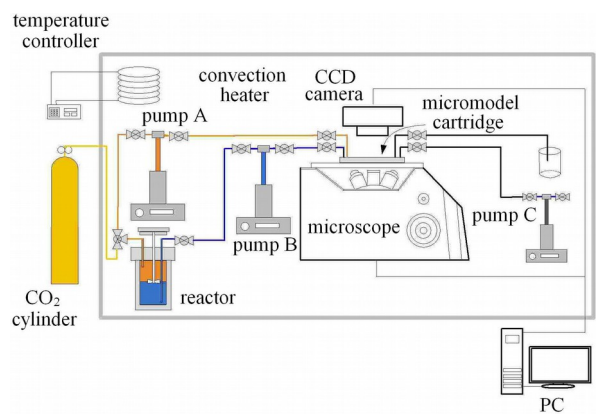 temperature
controller
convection
heater
CCD
camera
micromodel
cartridge
pump A
pump B
microscope
pump C
reactor
CO₂
cylinder
PC